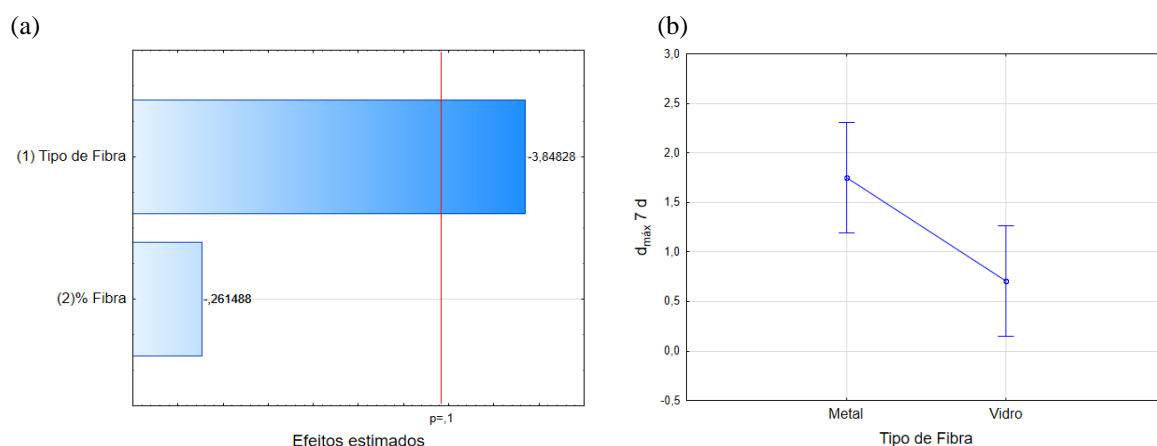 (a)
(1) Tipo de Fibra
-3,84828
(2)% Fibra
-,261488
p=,1
Efeitos estimados
(b)
3,0
2,5
2,0
1,5
1,0
0,5
0,0
-0,5
dmáx 7 d
Metal
Vidro
Tipo de Fibra